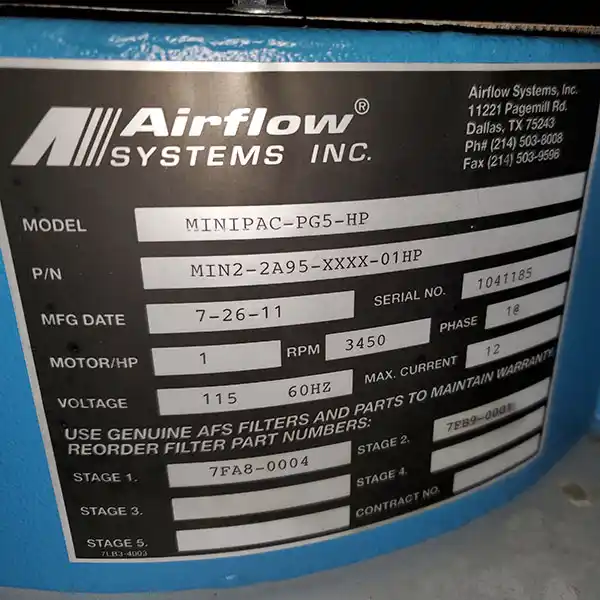 Airflow®
SYSTEMS INC.
Airflow Systems, Inc.
11221 Pagemill Rd.
Dallas, TX 75243
Ph# (214) 503-8008
Fax (214) 503-9596
MODEL MINIPAC-PG5-HP
P/N MIN2-2A95-XXXX-01HP
MFG DATE 7-26-11 SERIAL NO. 1041185
MOTOR/HP 1 RPM 3450 PHASE
VOLTAGE 115 60HZ MAX. CURRENT 12
USE GENUINE AFS FILTERS AND PARTS TO MAINTAIN WARRANTY.
REORDER FILTER PART NUMBERS:
STAGE 1. 7FA8-0004 STAGE 2.
STAGE 3. STAGE 4.
STAGE 5. CONTRACT NO.
7LB3-4003